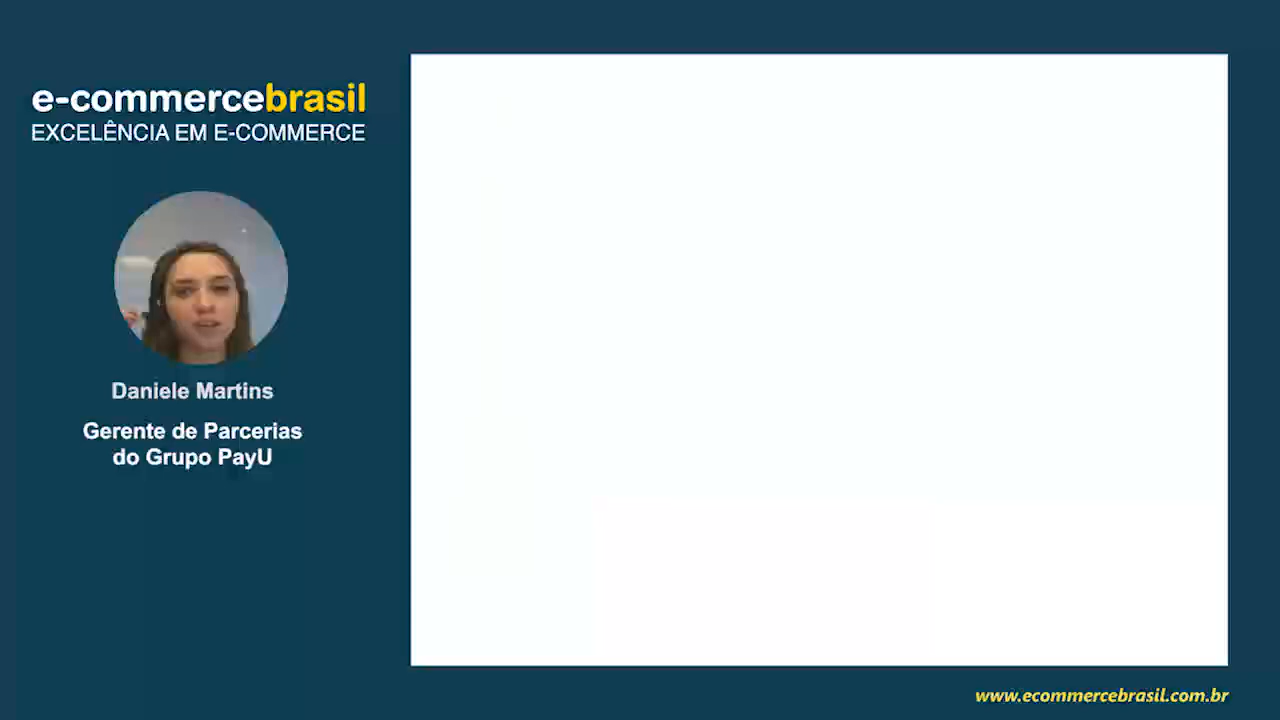 e-commercebrasil
EXCELÊNCIA EM E-COMMERCE
Daniele Martins
Gerente de Parcerias
do Grupo PayU
www.ecommercebrasil.com.br